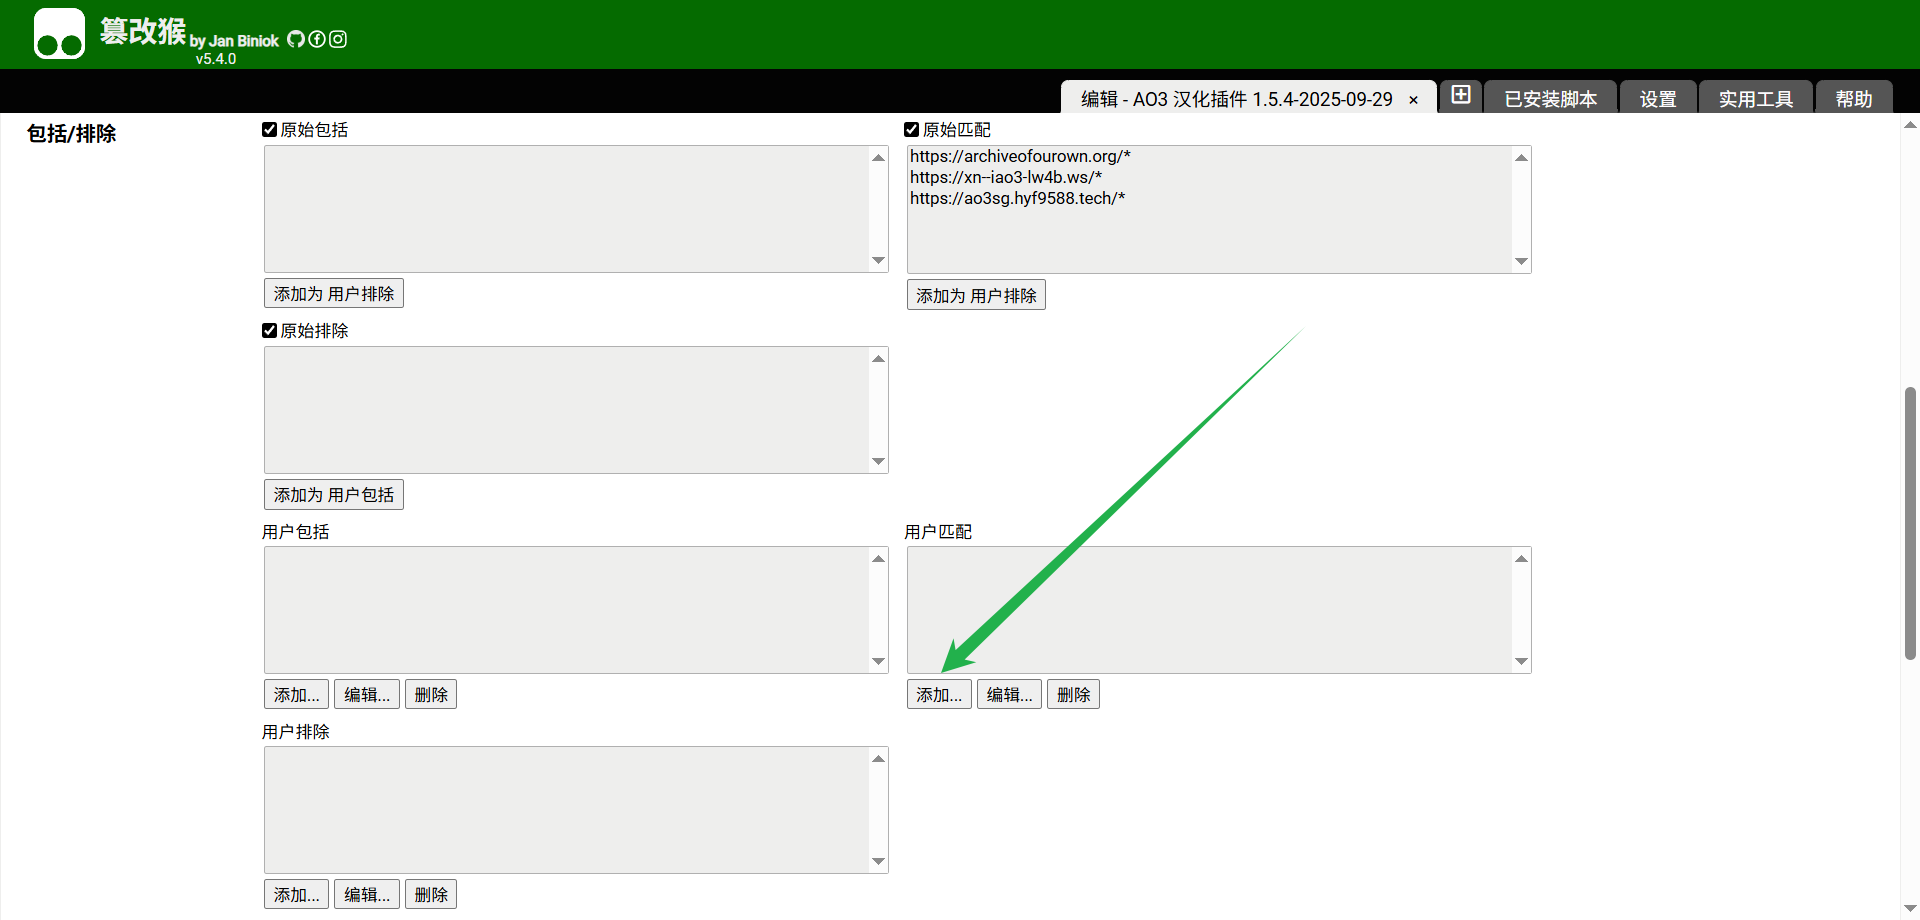 篡改猴 by Jan Biniok
v5.4.0
编辑 - AO3 汉化插件 1.5.4-2025-09-29 ×
已安装脚本
设置
实用工具
帮助
包括/排除
原始包括
原始匹配
https://archiveofourown.org/*
https://xn--iao3-lw4b.ws/*
https://ao3sg.hyf9588.tech/*
添加为 用户排除
添加为 用户排除
原始排除
添加为 用户包括
用户包括
用户匹配
添加... 编辑... 删除
添加... 编辑... 删除
用户排除
添加... 编辑... 删除